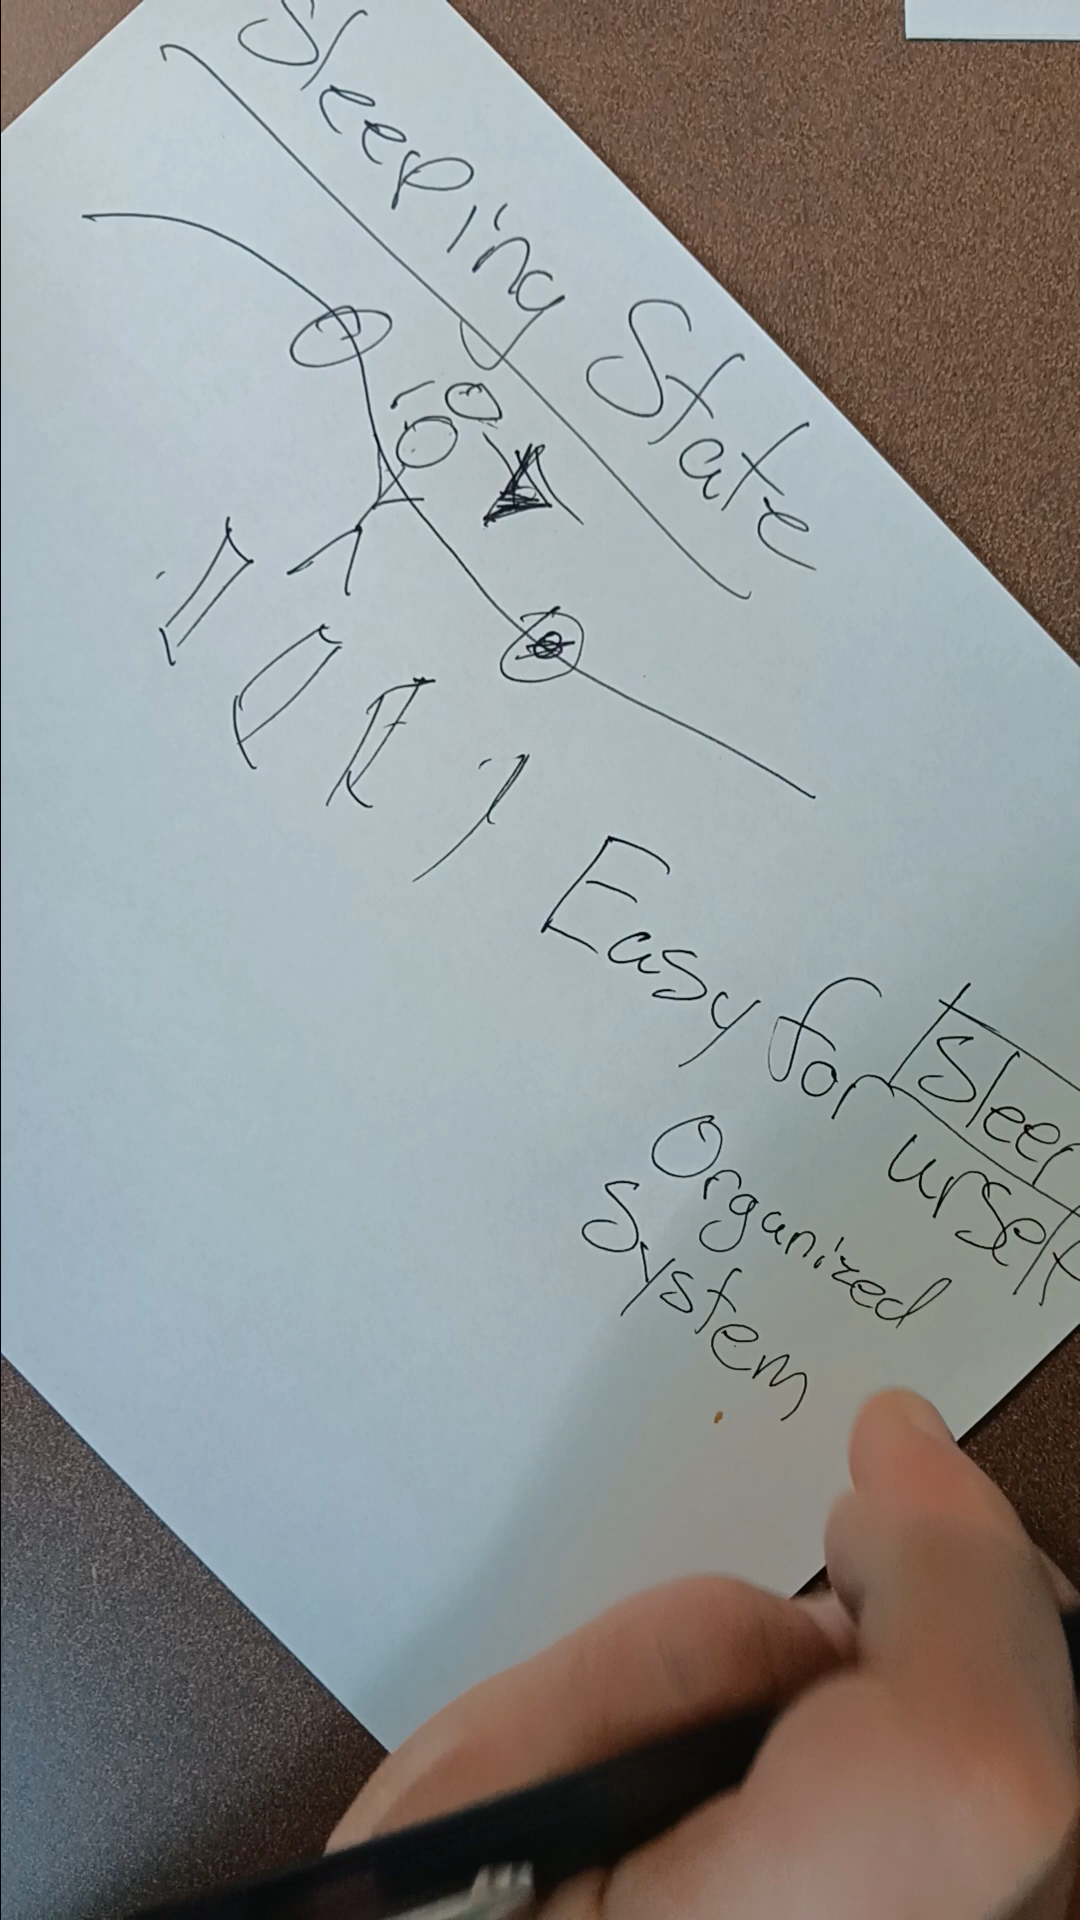 Sleeping State
Easy for
urself
Organized
System